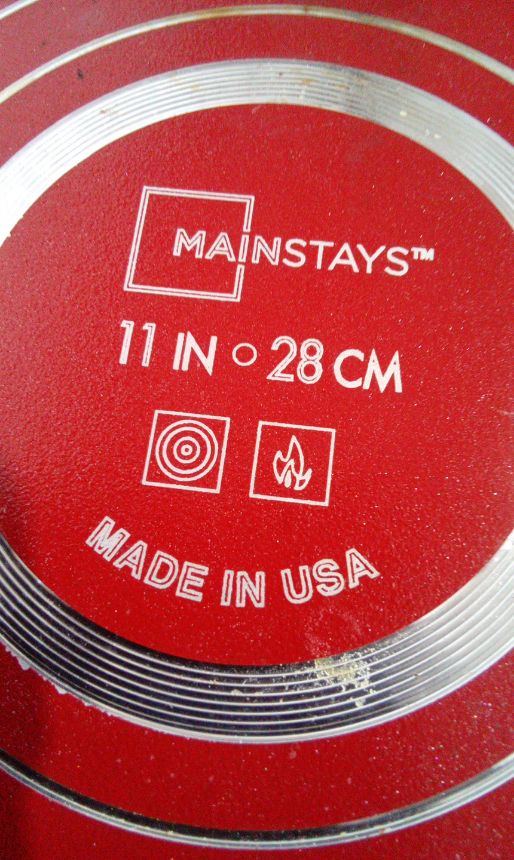 MAINSTAYS™
11 IN ○ 28 CM
MADE IN USA